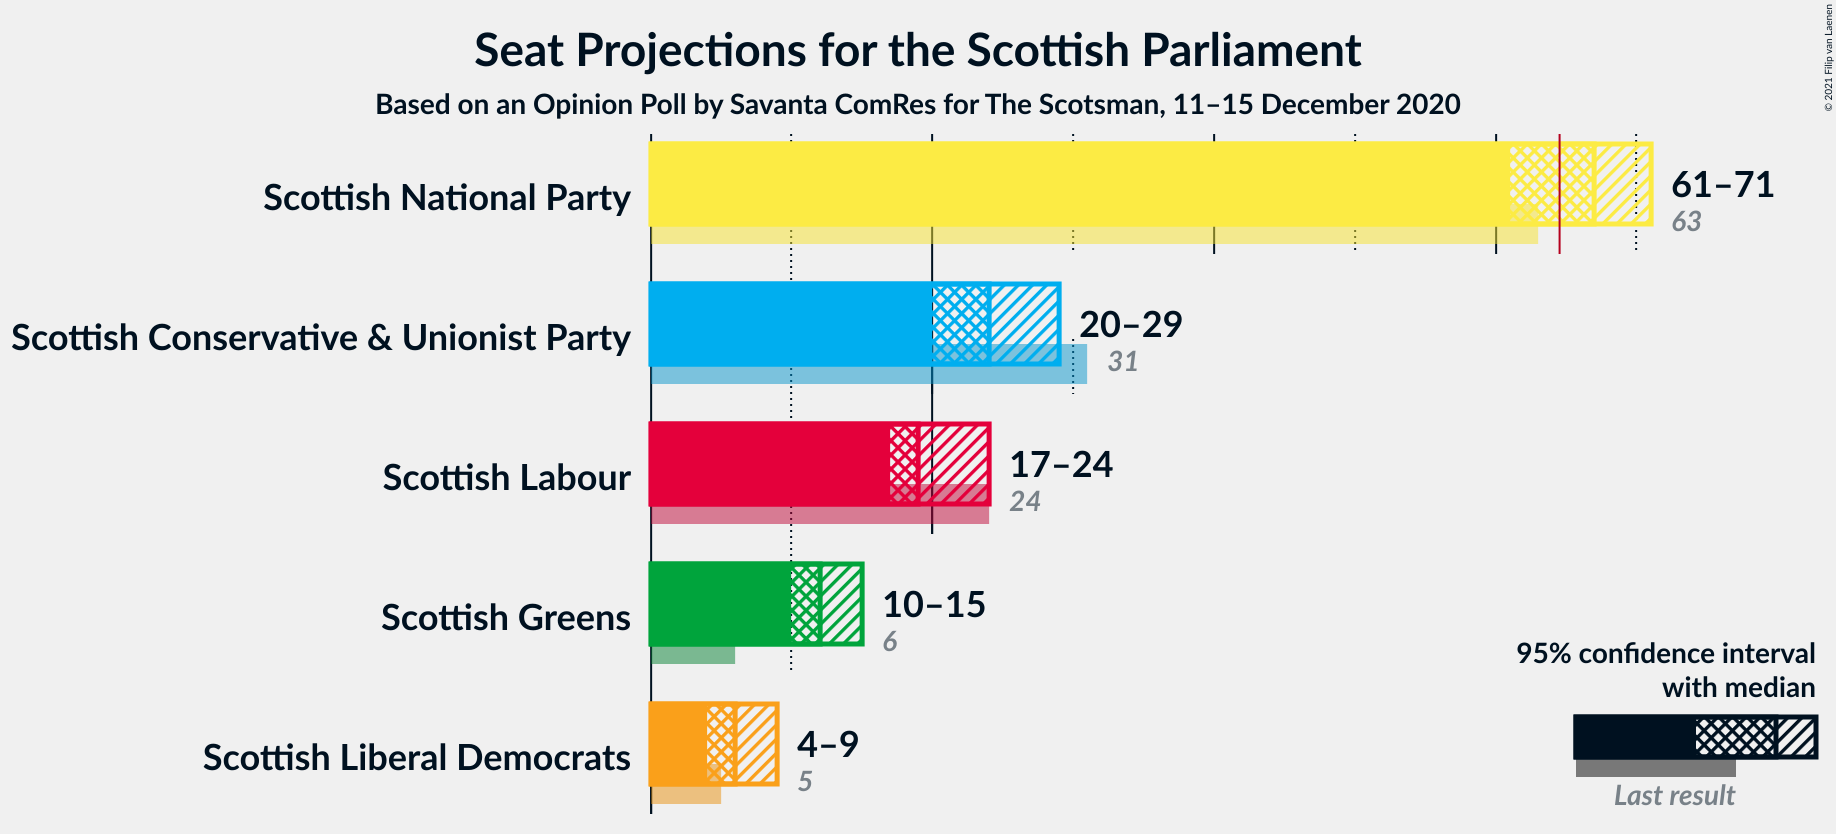 Seat Projections for the Scottish Parliament
Based on an Opinion Poll by Savanta ComRes for The Scotsman, 11–15 December 2020
© 2021 Filip van Laenen
Scottish National Party
61–71
63
Scottish Conservative & Unionist Party
20–29
31
Scottish Labour
17–24
24
Scottish Greens
10–15
6
Scottish Liberal Democrats
4–9
5
95% confidence interval
with median
Last result